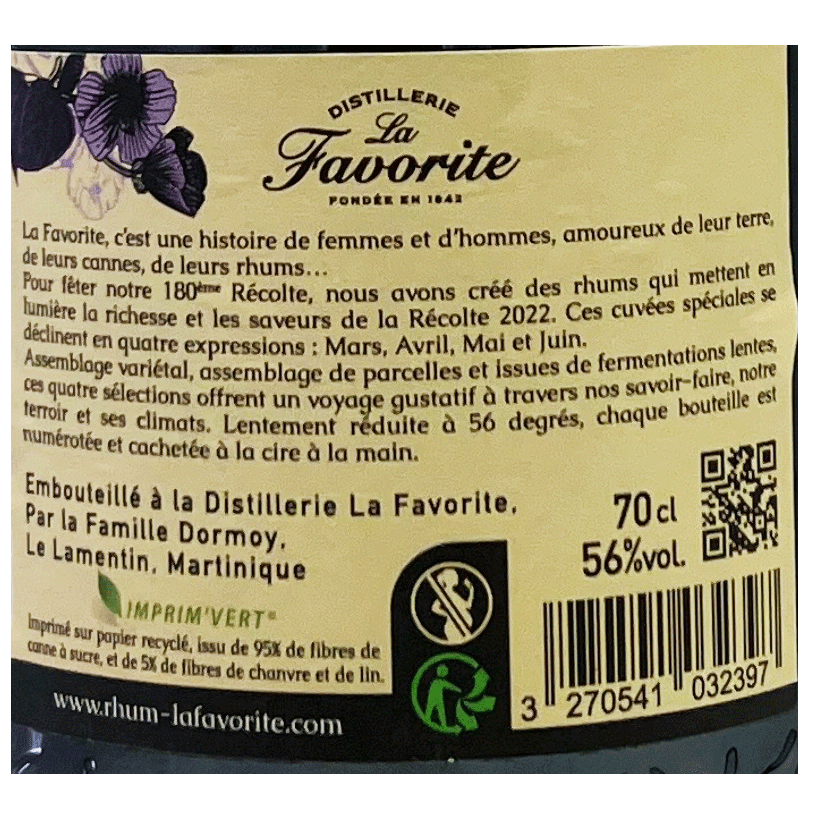 DISTILLERIE
La
Favorite
FONDÉE EN 1842
La Favorite, c'est une histoire de femmes et d'hommes, amoureux de leur terre,
de leurs cannes, de leurs rhums...
Pour fêter notre 180ème Récolte, nous avons créé des rhums qui mettent en
lumière la richesse et les saveurs de la Récolte 2022. Ces cuvées spéciales se
déclinent en quatre expressions : Mars, Avril, Mai et Juin.
Assemblage variétal, assemblage de parcelles et issues de fermentations lentes,
ces quatre sélections offrent un voyage gustatif à travers nos savoir-faire, notre
terroir et ses climats. Lentement réduite à 56 degrés, chaque bouteille est
numérotée et cachetée à la cire à la main.
Embouteillé à la Distillerie La Favorite.
Par la Famille Dormoy.
Le Lamentin. Martinique
70 cl
56%vol.
IMPRIM'VERT®
Imprimé sur papier recyclé, issu de 95% de fibres de
canne à sucre, et de 5% de fibres de chanvre et de lin.
www.rhum-lafavorite.com
3 270541 032397